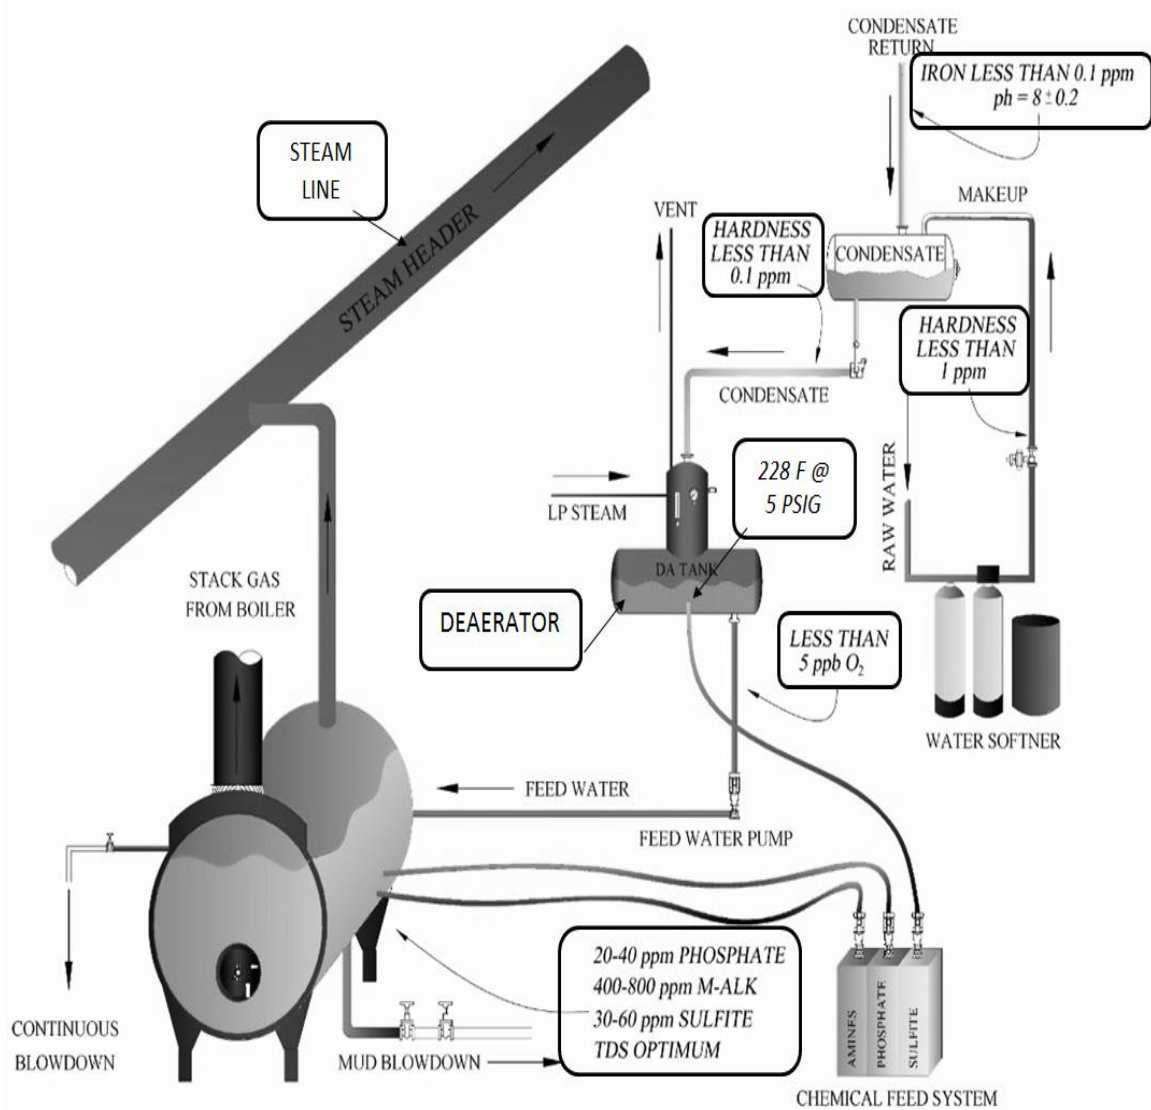 CONDENSATE
RETURN
IRON LESS THAN 0.1 ppm
ph = 8 ± 0.2
STEAM
LINE
STEAM HEADER
VENT
HARDNESS
LESS THAN
0.1 ppm
MAKEUP
CONDENSATE
HARDNESS
LESS THAN
1 ppm
CONDENSATE
228 F @
5 PSIG
LP STEAM
RAW WATER
DA TANK
STACK GAS
FROM BOILER
DEAERATOR
LESS THAN
5 ppb O₂
WATER SOFTNER
FEED WATER
FEED WATER PUMP
20-40 ppm PHOSPHATE
400-800 ppm M-ALK
30-60 ppm SULFITE
TDS OPTIMUM
AMINES
PHOSPHATE
SULFITE
CONTINUOUS
BLOWDOWN
MUD BLOWDOWN
CHEMICAL FEED SYSTEM